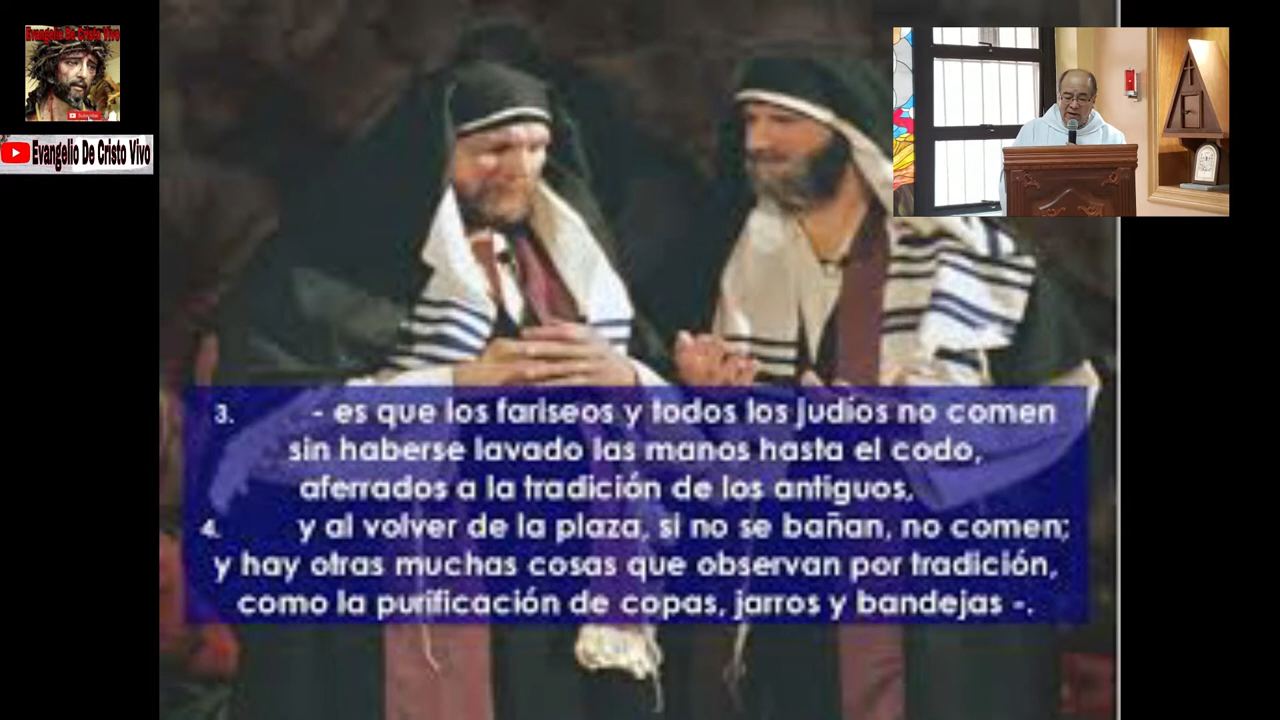 Evangelio De Cristo Vivo
Subscribe
Evangelio De Cristo Vivo
3. - es que los fariseos y todos los judíos no comen
sin haberse lavado las manos hasta el codo,
aferrados a la tradición de los antiguos,
4. y al volver de la plaza, si no se bañan, no comen;
y hay otras muchas cosas que observan por tradición,
como la purificación de copas, jarros y bandejas -.